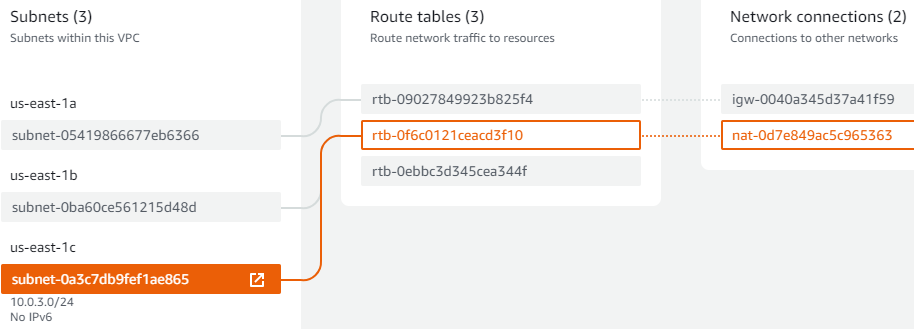 Subnets (3)
Subnets within this VPC
us-east-1a
subnet-05419866677eb6366
us-east-1b
subnet-0ba60ce561215d48d
us-east-1c
subnet-0a3c7db9fef1ae865
10.0.3.0/24
No IPv6
Route tables (3)
Route network traffic to resources
rtb-09027849923b825f4
rtb-0f6c0121ceacd3f10
rtb-0ebbc3d345cea344f
Network connections (2)
Connections to other networks
igw-0040a345d37a41f59
nat-0d7e849ac5c965363